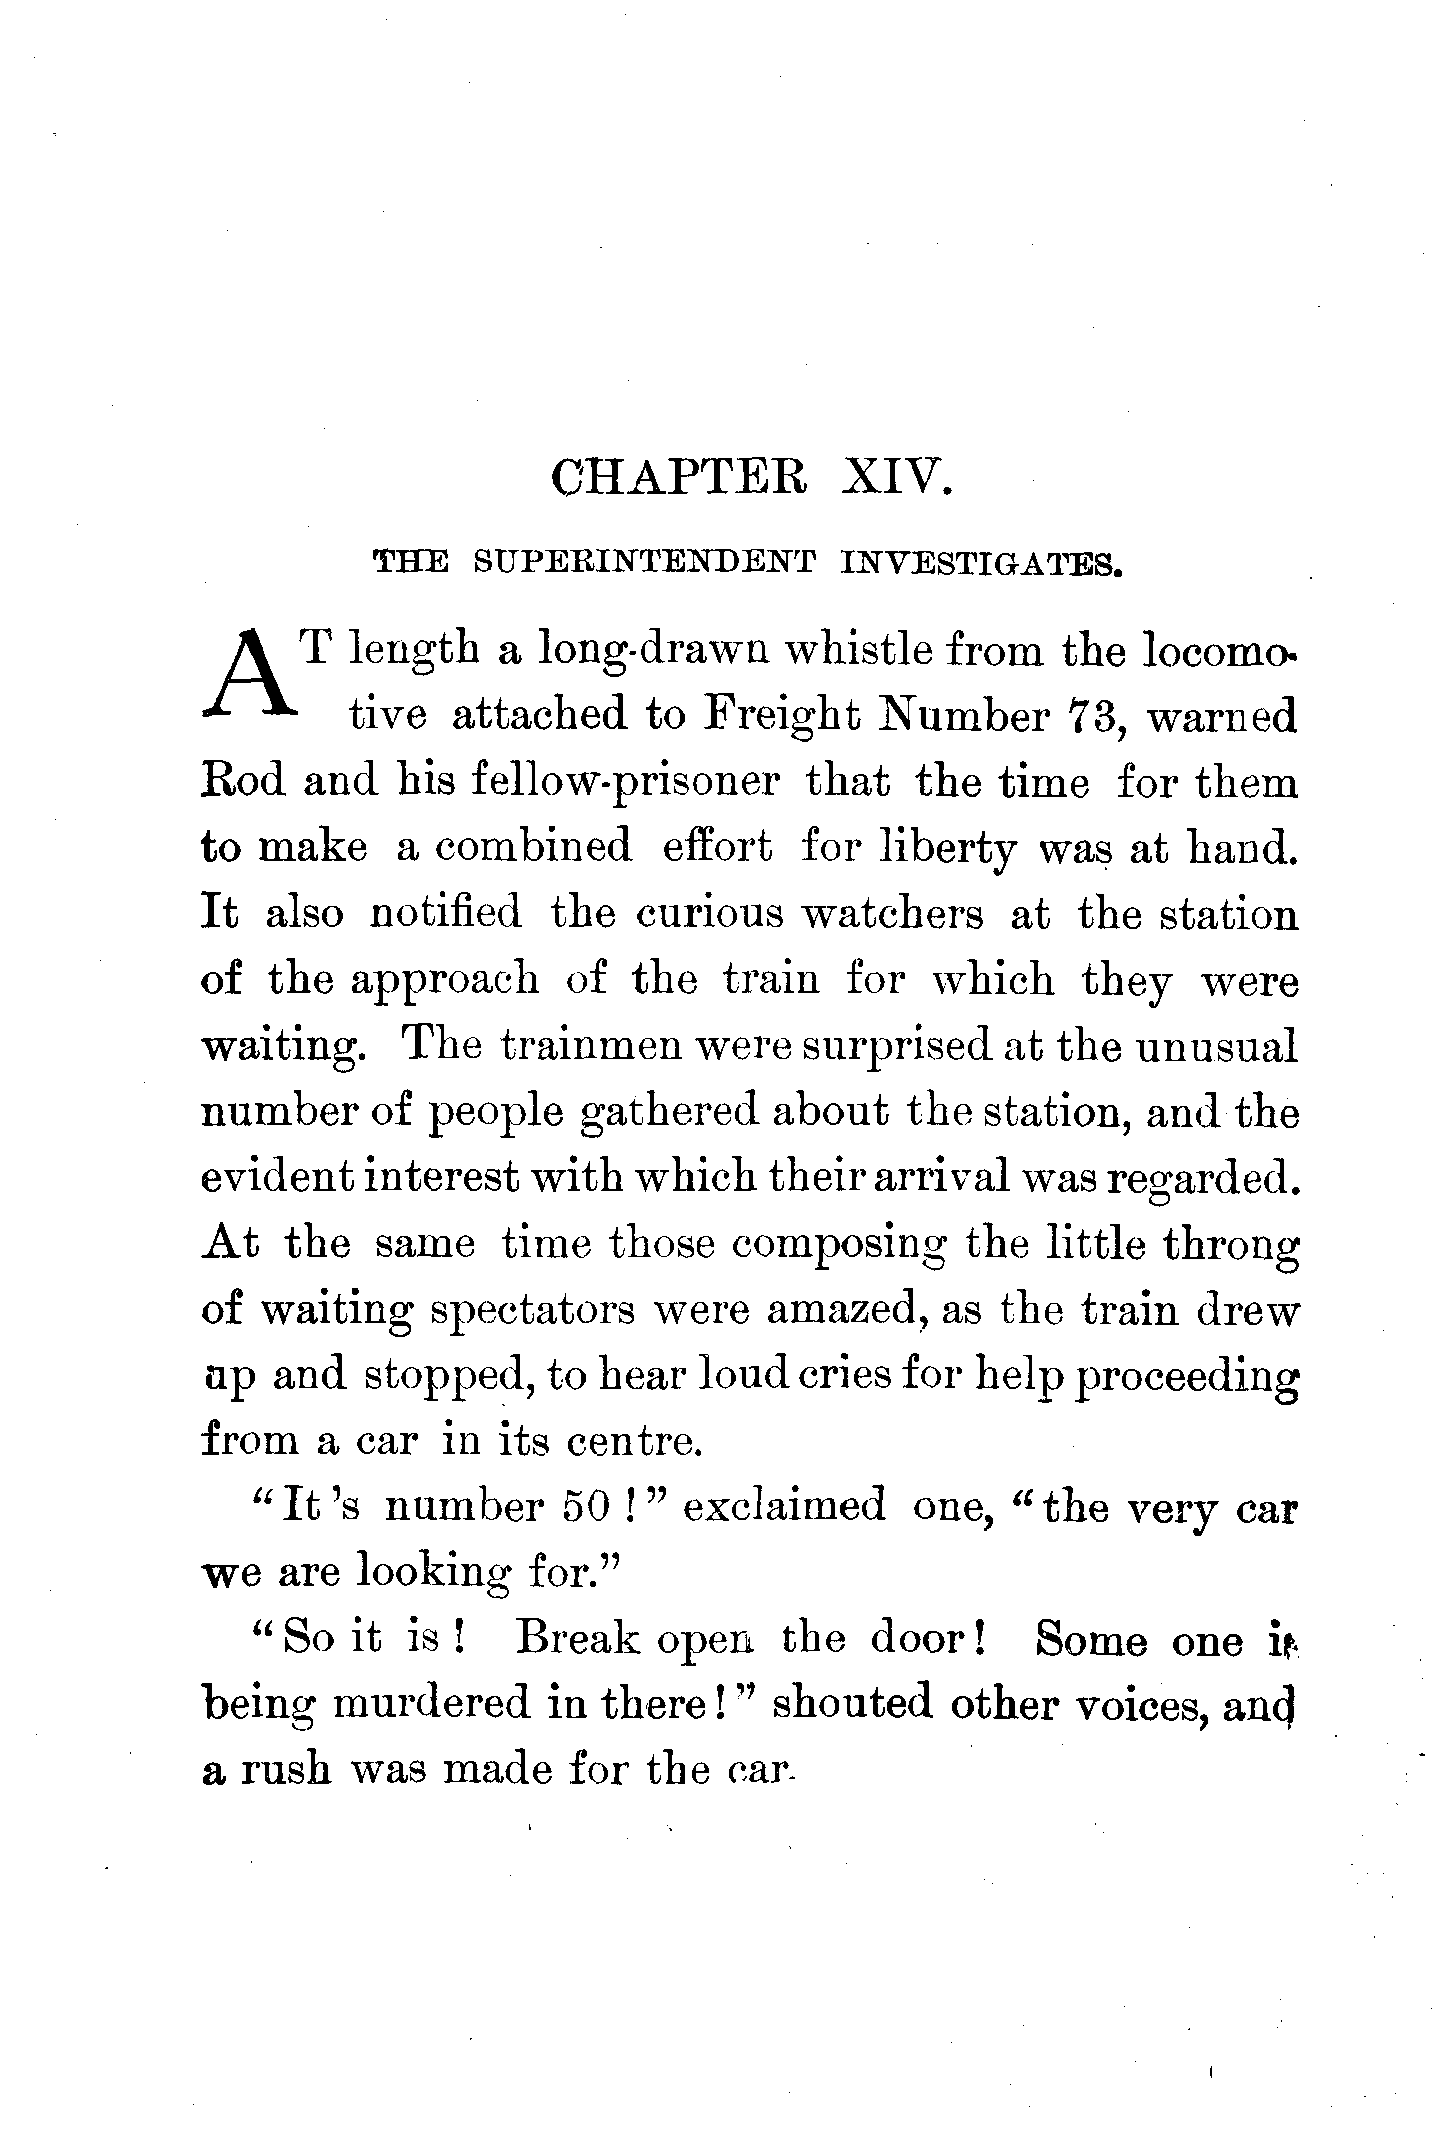 CHAPTER XIV.
THE SUPERINTENDENT INVESTIGATES.
AT length a long-drawn whistle from the locomo-
tive attached to Freight Number 73, warned
Rod and his fellow-prisoner that the time for them
to make a combined effort for liberty was at hand.
It also notified the curious watchers at the station
of the approach of the train for which they were
waiting. The trainmen were surprised at the unusual
number of people gathered about the station, and the
evident interest with which their arrival was regarded.
At the same time those composing the little throng
of waiting spectators were amazed, as the train drew
up and stopped, to hear loud cries for help proceeding
from a car in its centre.
"It's number 50!" exclaimed one, "the very car
we are looking for."
"So it is! Break open the door! Some one is
being murdered in there!" shouted other voices, and
a rush was made for the car.